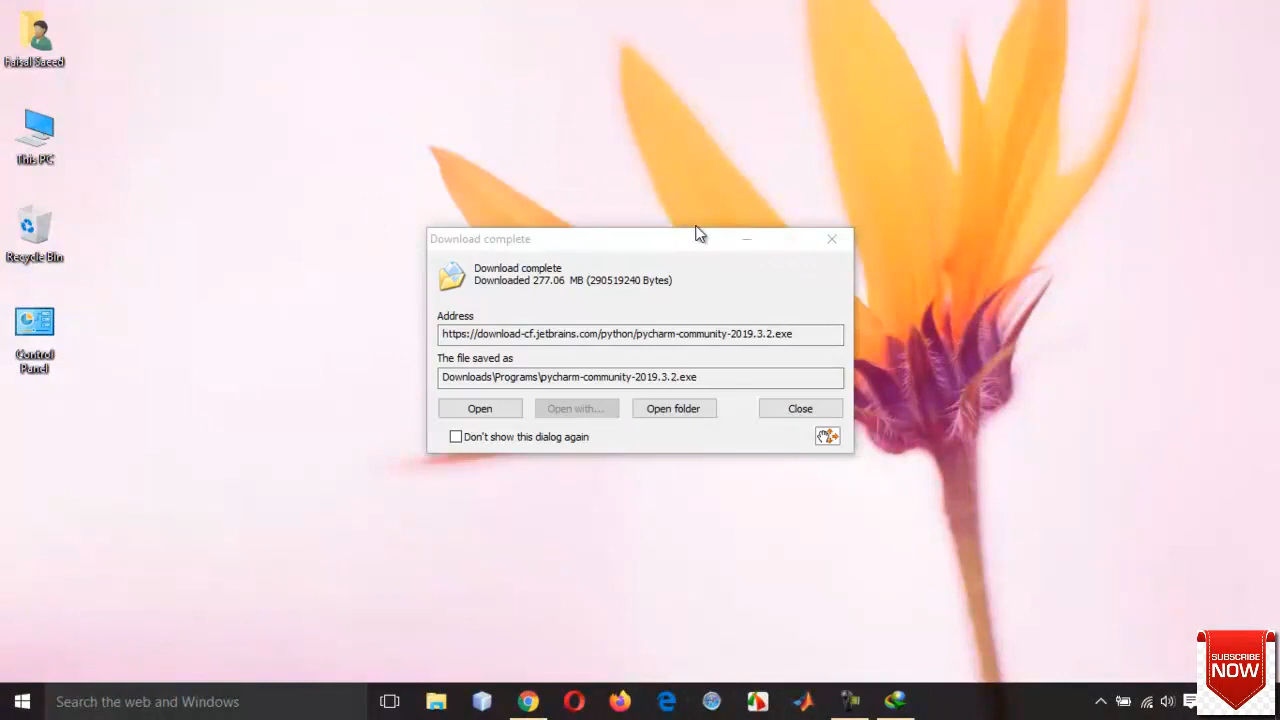 Faisal Saeed
This PC
Recycle Bin
Control
Panel
Download complete
Download complete
Downloaded 277.06 MB (290519240 Bytes)
Address
https://download-cf.jetbrains.com/python/pycharm-community-2019.3.2.exe
The file saved as
Downloads\Programs\pycharm-community-2019.3.2.exe
Open
Open with...
Open folder
Close
Don't show this dialog again
Search the web and Windows
SUBSCRIBE
NOW